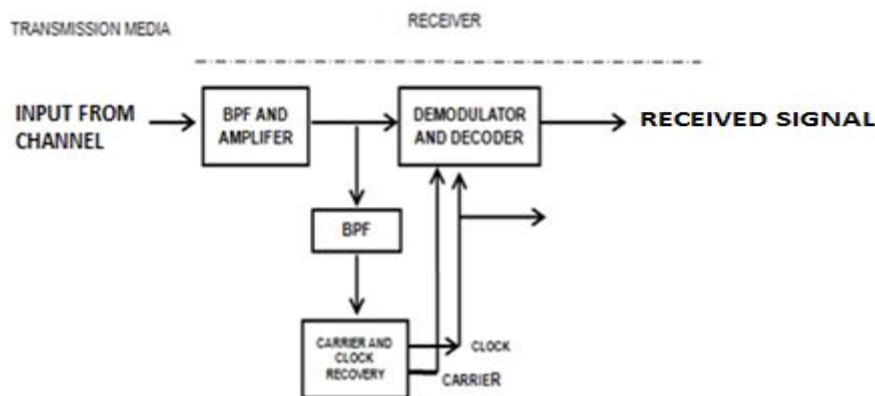 TRANSMISSION MEDIA
RECEIVER
INPUT FROM
CHANNEL
BPF AND
AMPLIFER
DEMODULATOR
AND DECODER
RECEIVED SIGNAL
BPF
CARRIER AND
CLOCK
RECOVERY
CLOCK
CARRIER